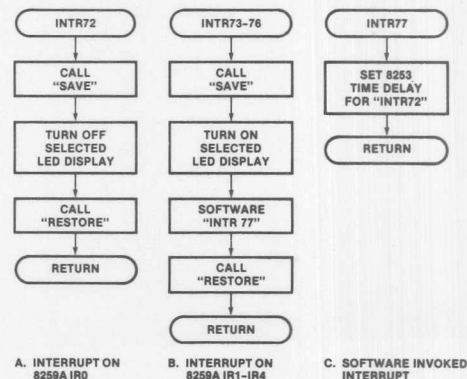 INTR72
CALL
"SAVE"
TURN OFF
SELECTED
LED DISPLAY
CALL
"RESTORE"
RETURN
A. INTERRUPT ON
8259A IR0
INTR73-76
CALL
"SAVE"
TURN ON
SELECTED
LED DISPLAY
SOFTWARE
"INTR 77"
CALL
"RESTORE"
RETURN
B. INTERRUPT ON
8259A IR1-IR4
INTR77
SET 8253
TIME DELAY
FOR "INTR72"
RETURN
C. SOFTWARE INVOKED
INTERRUPT